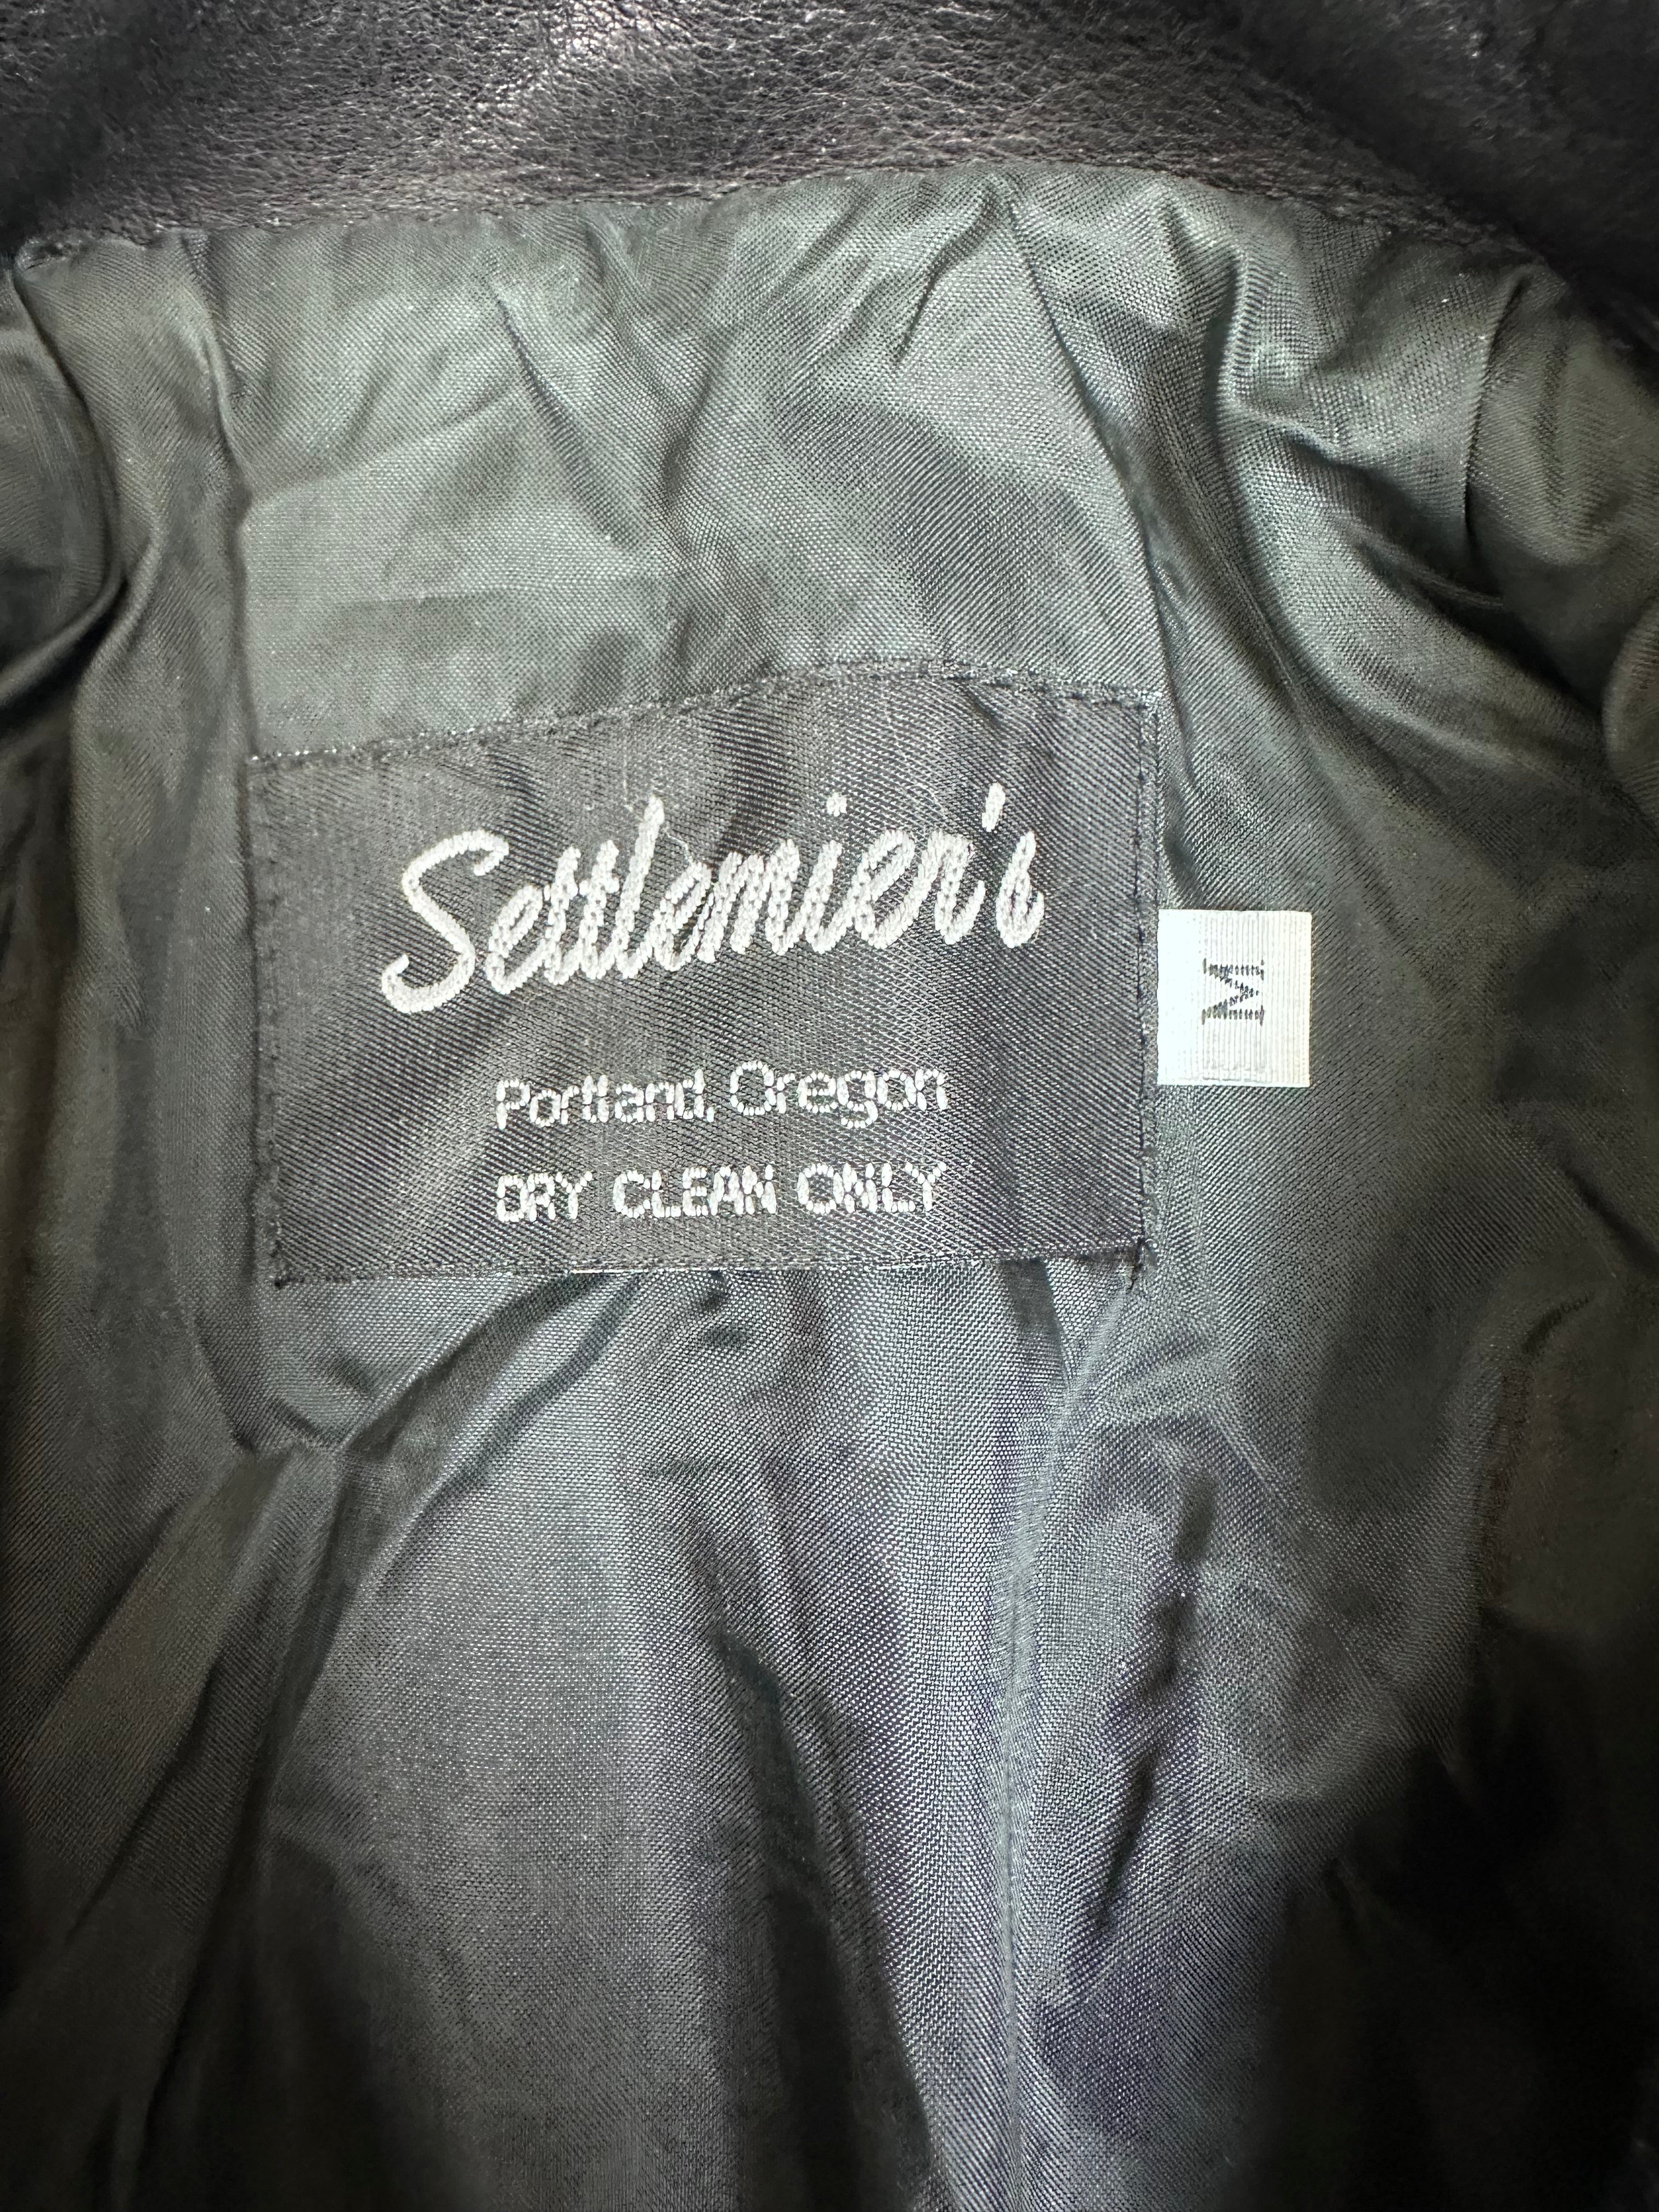 Settlemier's
M
Portland, Oregon
DRY CLEAN ONLY